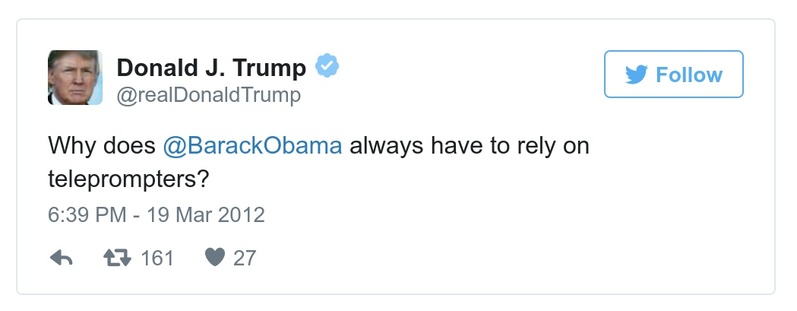 Donald J. Trump
@realDonaldTrump
Follow
Why does @BarackObama always have to rely on
teleprompters?
6:39 PM - 19 Mar 2012
161 27